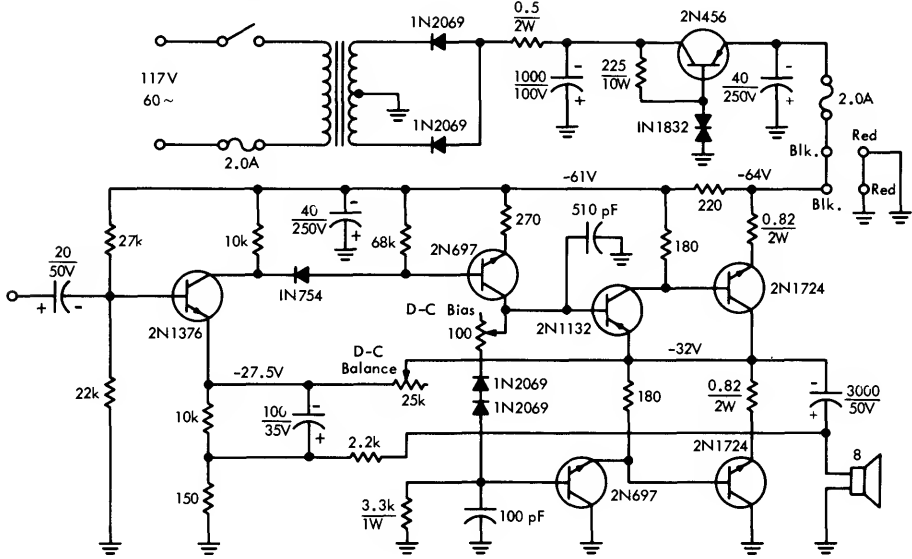 1N2069
0.5
2W
2N456
117V
60~
1000
100V
225
10W
40
250V
2.0A
1N2069
IN1832
2.0A
Blk.
Red
-61V
-64V
Blk.
Red
220
27k
10k
40
250V
68k
270
510 pF
180
0.82
2W
20
50V
2N697
IN754
2N1724
D-C Bias
100
2N1376
2N1132
D-C
Balance
-32V
-27.5V
25k
22k
1N2069
180
0.82
2W
3000
50V
10k
100
35V
1N2069
2.2k
2N1724
8
150
3.3k
1W
100 pF
2N697